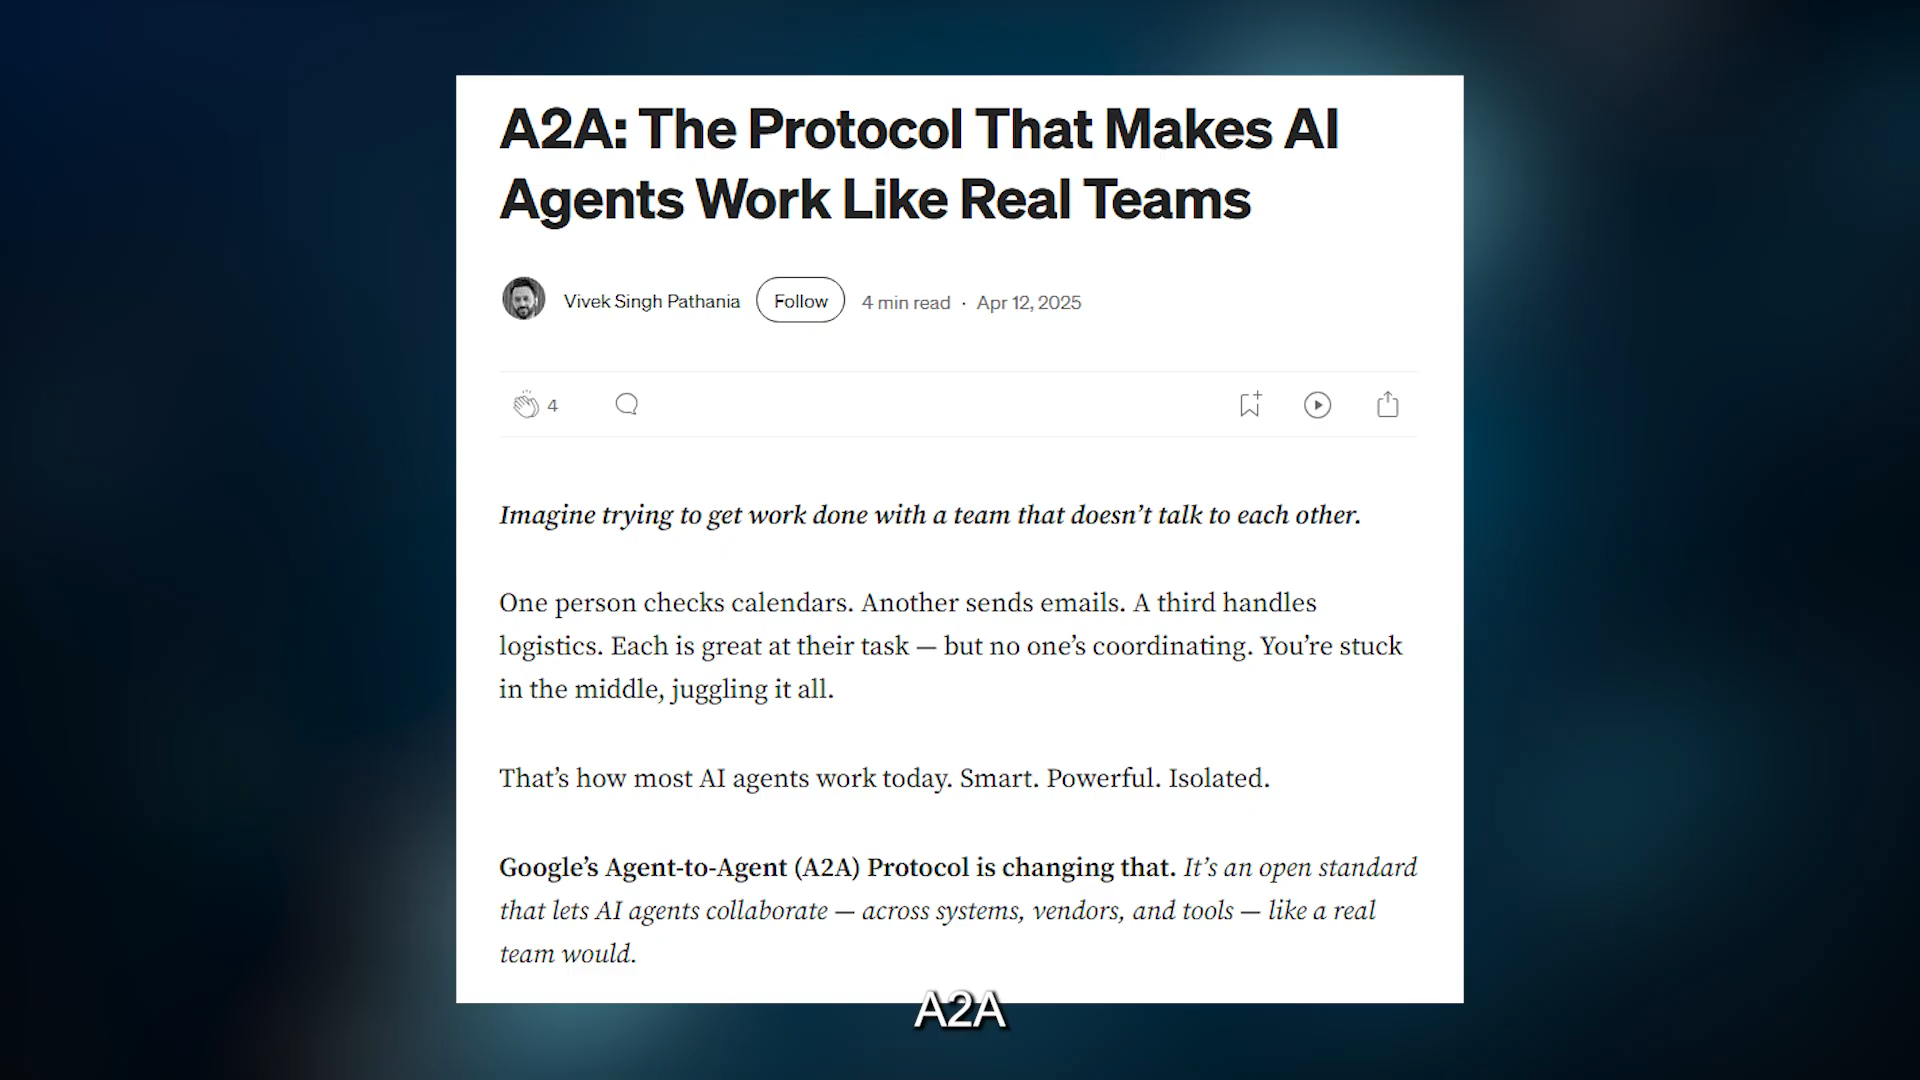 A2A: The Protocol That Makes AI
Agents Work Like Real Teams
Vivek Singh Pathania Follow 4 min read · Apr 12, 2025
4
Imagine trying to get work done with a team that doesn’t talk to each other.
One person checks calendars. Another sends emails. A third handles
logistics. Each is great at their task — but no one’s coordinating. You’re stuck
in the middle, juggling it all.
That’s how most AI agents work today. Smart. Powerful. Isolated.
Google’s Agent-to-Agent (A2A) Protocol is changing that. It’s an open standard
that lets AI agents collaborate — across systems, vendors, and tools — like a real
team would.
A2A